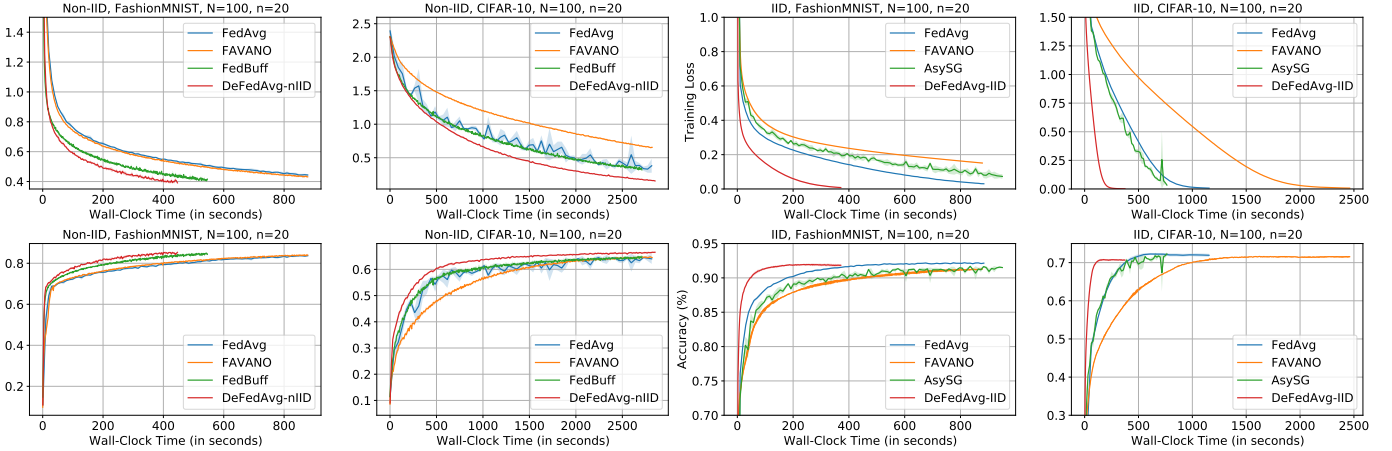 Non-IID, FashionMNIST, N=100, n=20
1.4
1.2
1.0
0.8
0.6
0.4
0 200 400 600 800
Wall-Clock Time (in seconds)
FedAvg
FAVANO
FedBuff
DeFedAvg-nIID
Non-IID, CIFAR-10, N=100, n=20
2.5
2.0
1.5
1.0
0.5
0 500 1000 1500 2000 2500
Wall-Clock Time (in seconds)
FedAvg
FAVANO
FedBuff
DeFedAvg-nIID
IID, FashionMNIST, N=100, n=20
Training Loss
1.0
0.8
0.6
0.4
0.2
0.0
0 200 400 600 800
Wall-Clock Time (in seconds)
FedAvg
FAVANO
AsySG
DeFedAvg-IID
IID, CIFAR-10, N=100, n=20
1.50
1.25
1.00
0.75
0.50
0.25
0.00
0 500 1000 1500 2000 2500
Wall-Clock Time (in seconds)
FedAvg
FAVANO
AsySG
DeFedAvg-IID
Non-IID, FashionMNIST, N=100, n=20
0.8
0.6
0.4
0.2
0 200 400 600 800
Wall-Clock Time (in seconds)
FedAvg
FAVANO
FedBuff
DeFedAvg-nIID
Non-IID, CIFAR-10, N=100, n=20
0.6
0.5
0.4
0.3
0.2
0.1
0 500 1000 1500 2000 2500
Wall-Clock Time (in seconds)
FedAvg
FAVANO
FedBuff
DeFedAvg-nIID
IID, FashionMNIST, N=100, n=20
Accuracy (%)
0.95
0.90
0.85
0.80
0.75
0.70
0 200 400 600 800
Wall-Clock Time (in seconds)
FedAvg
FAVANO
AsySG
DeFedAvg-IID
IID, CIFAR-10, N=100, n=20
0.7
0.6
0.5
0.4
0.3
0 500 1000 1500 2000 2500
Wall-Clock Time (in seconds)
FedAvg
FAVANO
AsySG
DeFedAvg-IID